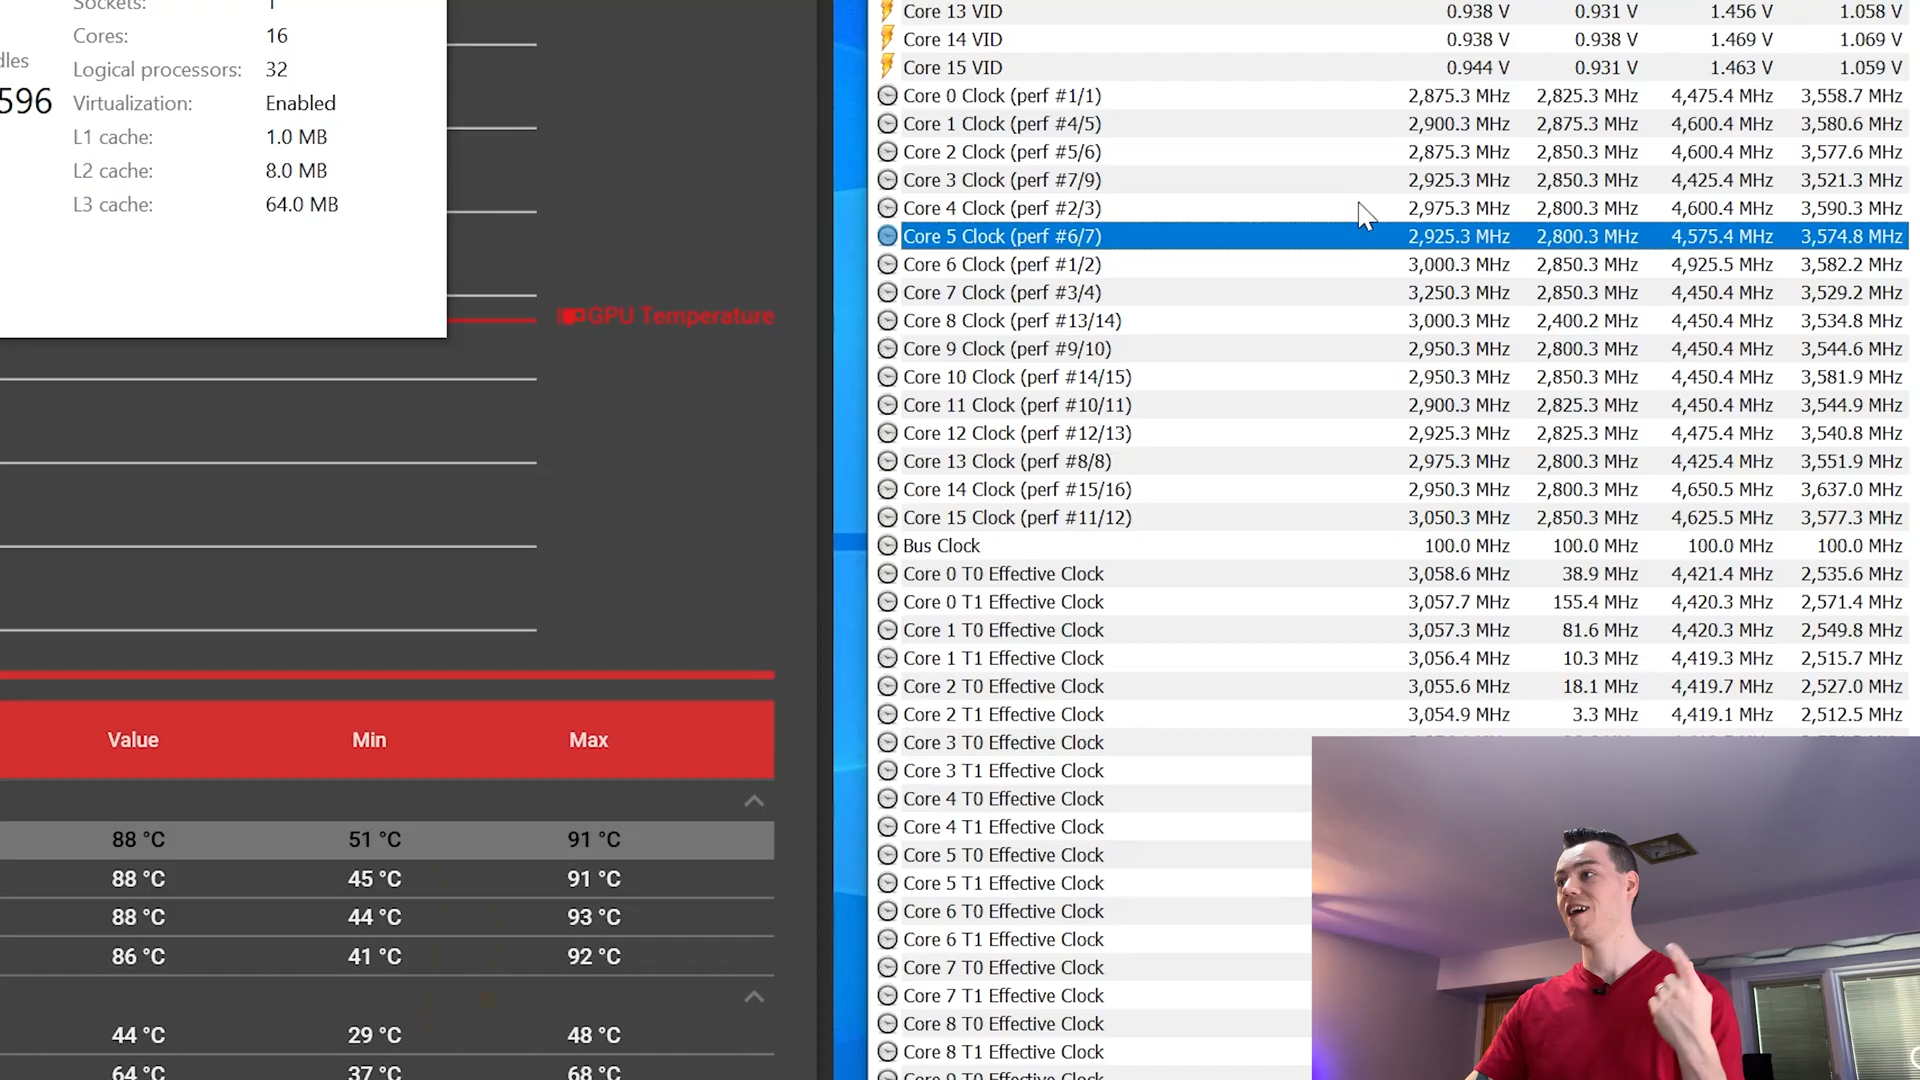 Sockets: 1
Cores: 16
dles
Logical processors: 32
596
Virtualization: Enabled
L1 cache: 1.0 MB
L2 cache: 8.0 MB
L3 cache: 64.0 MB
GPU Temperature
Value Min Max
88 °C 51 °C 91 °C
88 °C 45 °C 91 °C
88 °C 44 °C 93 °C
86 °C 41 °C 92 °C
44 °C 29 °C 48 °C
64 °C 37 °C 68 °C
Core 13 VID 0.938 V 0.931 V 1.456 V 1.058 V
Core 14 VID 0.938 V 0.938 V 1.469 V 1.069 V
Core 15 VID 0.944 V 0.931 V 1.463 V 1.059 V
Core 0 Clock (perf #1/1) 2,875.3 MHz 2,825.3 MHz 4,475.4 MHz 3,558.7 MHz
Core 1 Clock (perf #4/5) 2,900.3 MHz 2,875.3 MHz 4,600.4 MHz 3,580.6 MHz
Core 2 Clock (perf #5/6) 2,875.3 MHz 2,850.3 MHz 4,600.4 MHz 3,577.6 MHz
Core 3 Clock (perf #7/9) 2,925.3 MHz 2,850.3 MHz 4,425.4 MHz 3,521.3 MHz
Core 4 Clock (perf #2/3) 2,975.3 MHz 2,800.3 MHz 4,600.4 MHz 3,590.3 MHz
Core 5 Clock (perf #6/7) 2,925.3 MHz 2,800.3 MHz 4,575.4 MHz 3,574.8 MHz
Core 6 Clock (perf #1/2) 3,000.3 MHz 2,850.3 MHz 4,925.5 MHz 3,582.2 MHz
Core 7 Clock (perf #3/4) 3,250.3 MHz 2,850.3 MHz 4,450.4 MHz 3,529.2 MHz
Core 8 Clock (perf #13/14) 3,000.3 MHz 2,400.2 MHz 4,450.4 MHz 3,534.8 MHz
Core 9 Clock (perf #9/10) 2,950.3 MHz 2,800.3 MHz 4,450.4 MHz 3,544.6 MHz
Core 10 Clock (perf #14/15) 2,950.3 MHz 2,850.3 MHz 4,450.4 MHz 3,581.9 MHz
Core 11 Clock (perf #10/11) 2,900.3 MHz 2,825.3 MHz 4,450.4 MHz 3,544.9 MHz
Core 12 Clock (perf #12/13) 2,925.3 MHz 2,825.3 MHz 4,475.4 MHz 3,540.8 MHz
Core 13 Clock (perf #8/8) 2,975.3 MHz 2,800.3 MHz 4,425.4 MHz 3,551.9 MHz
Core 14 Clock (perf #15/16) 2,950.3 MHz 2,800.3 MHz 4,650.5 MHz 3,637.0 MHz
Core 15 Clock (perf #11/12) 3,050.3 MHz 2,850.3 MHz 4,625.5 MHz 3,577.3 MHz
Bus Clock 100.0 MHz 100.0 MHz 100.0 MHz 100.0 MHz
Core 0 T0 Effective Clock 3,058.6 MHz 38.9 MHz 4,421.4 MHz 2,535.6 MHz
Core 0 T1 Effective Clock 3,057.7 MHz 155.4 MHz 4,420.3 MHz 2,571.4 MHz
Core 1 T0 Effective Clock 3,057.3 MHz 81.6 MHz 4,420.3 MHz 2,549.8 MHz
Core 1 T1 Effective Clock 3,056.4 MHz 10.3 MHz 4,419.3 MHz 2,515.7 MHz
Core 2 T0 Effective Clock 3,055.6 MHz 18.1 MHz 4,419.7 MHz 2,527.0 MHz
Core 2 T1 Effective Clock 3,054.9 MHz 3.3 MHz 4,419.1 MHz 2,512.5 MHz
Core 3 T0 Effective Clock
Core 3 T1 Effective Clock
Core 4 T0 Effective Clock
Core 4 T1 Effective Clock
Core 5 T0 Effective Clock
Core 5 T1 Effective Clock
Core 6 T0 Effective Clock
Core 6 T1 Effective Clock
Core 7 T0 Effective Clock
Core 7 T1 Effective Clock
Core 8 T0 Effective Clock
Core 8 T1 Effective Clock
Core 9 T0 Effective Clock